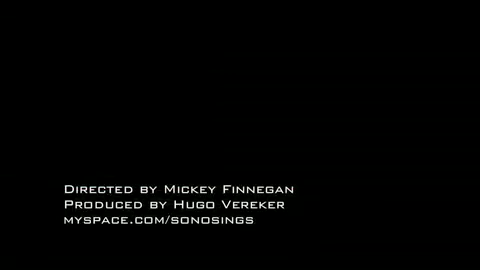 Directed by Mickey Finnegan
Produced by Hugo Vereker
myspace.com/sonosings